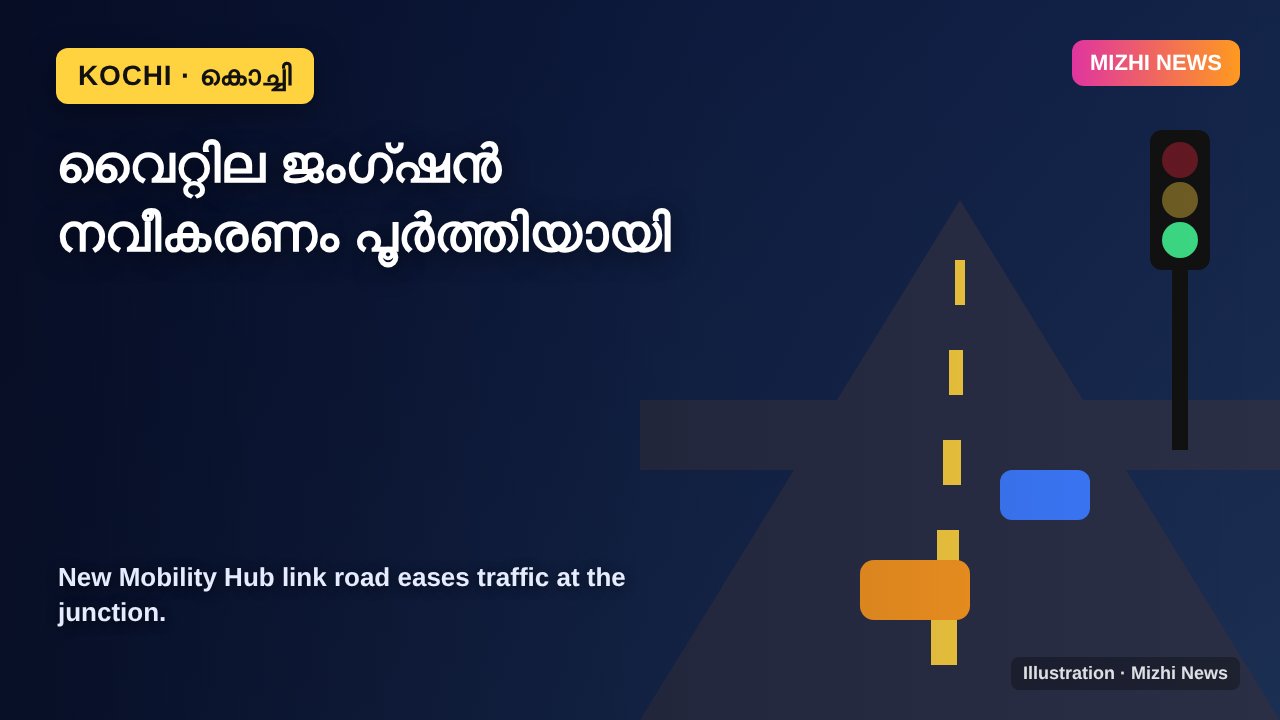 KOCHI · കൊച്ചി
MIZHI NEWS
വൈറ്റില ജംഗ്ഷൻ
നവീകരണം പൂർത്തിയായി
New Mobility Hub link road eases traffic at the
junction.
Illustration · Mizhi News